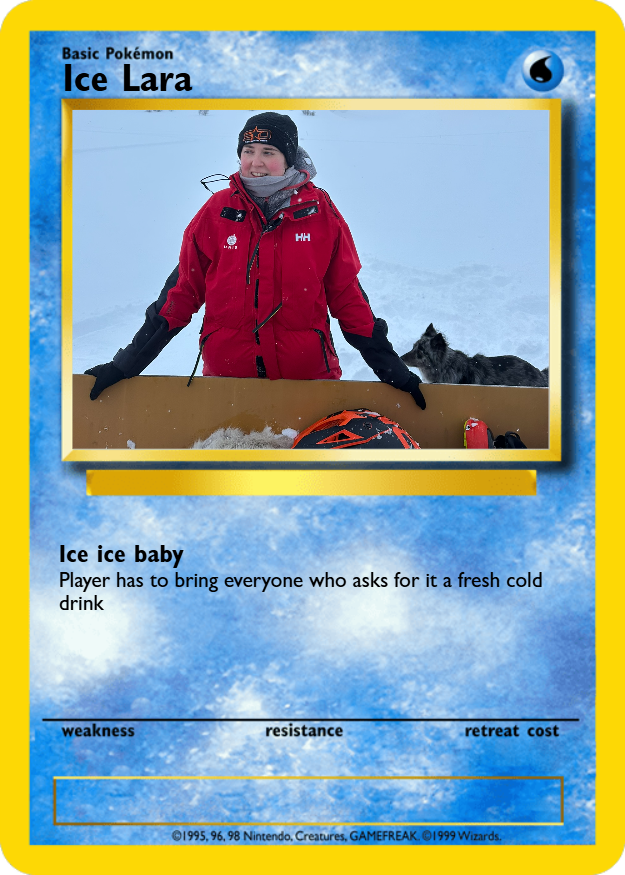 Basic Pokémon
Ice Lara
HH
Ice ice baby
Player has to bring everyone who asks for it a fresh cold
drink
weakness
resistance
retreat cost
©1995, 96, 98 Nintendo, Creatures, GAMEFREAK. ©1999 Wizards.